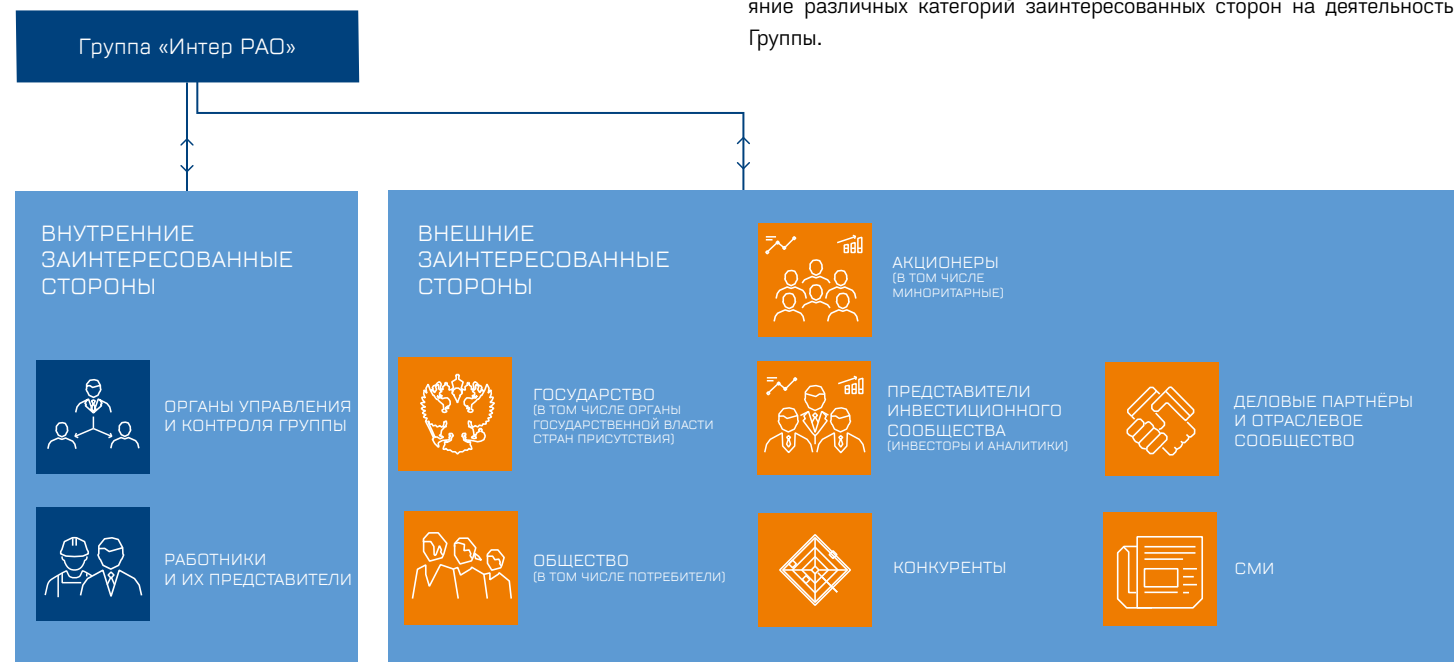 яние различных категорий заинтересованных сторон на деятельность
Группы.
Группа «Интер РАО»
ВНУТРЕННИЕ
ЗАИНТЕРЕСОВАННЫЕ
СТОРОНЫ
ОРГАНЫ УПРАВЛЕНИЯ
И КОНТРОЛЯ ГРУППЫ
РАБОТНИКИ
И ИХ ПРЕДСТАВИТЕЛИ
ВНЕШНИЕ
ЗАИНТЕРЕСОВАННЫЕ
СТОРОНЫ
АКЦИОНЕРЫ
(В ТОМ ЧИСЛЕ
МИНОРИТАРНЫЕ)
ГОСУДАРСТВО
(В ТОМ ЧИСЛЕ ОРГАНЫ
ГОСУДАРСТВЕННОЙ ВЛАСТИ
СТРАН ПРИСУТСТВИЯ)
ПРЕДСТАВИТЕЛИ
ИНВЕСТИЦИОННОГО
СООБЩЕСТВА
(ИНВЕСТОРЫ И АНАЛИТИКИ)
ДЕЛОВЫЕ ПАРТНЁРЫ
И ОТРАСЛЕВОЕ
СООБЩЕСТВО
ОБЩЕСТВО
(В ТОМ ЧИСЛЕ ПОТРЕБИТЕЛИ)
КОНКУРЕНТЫ
СМИ